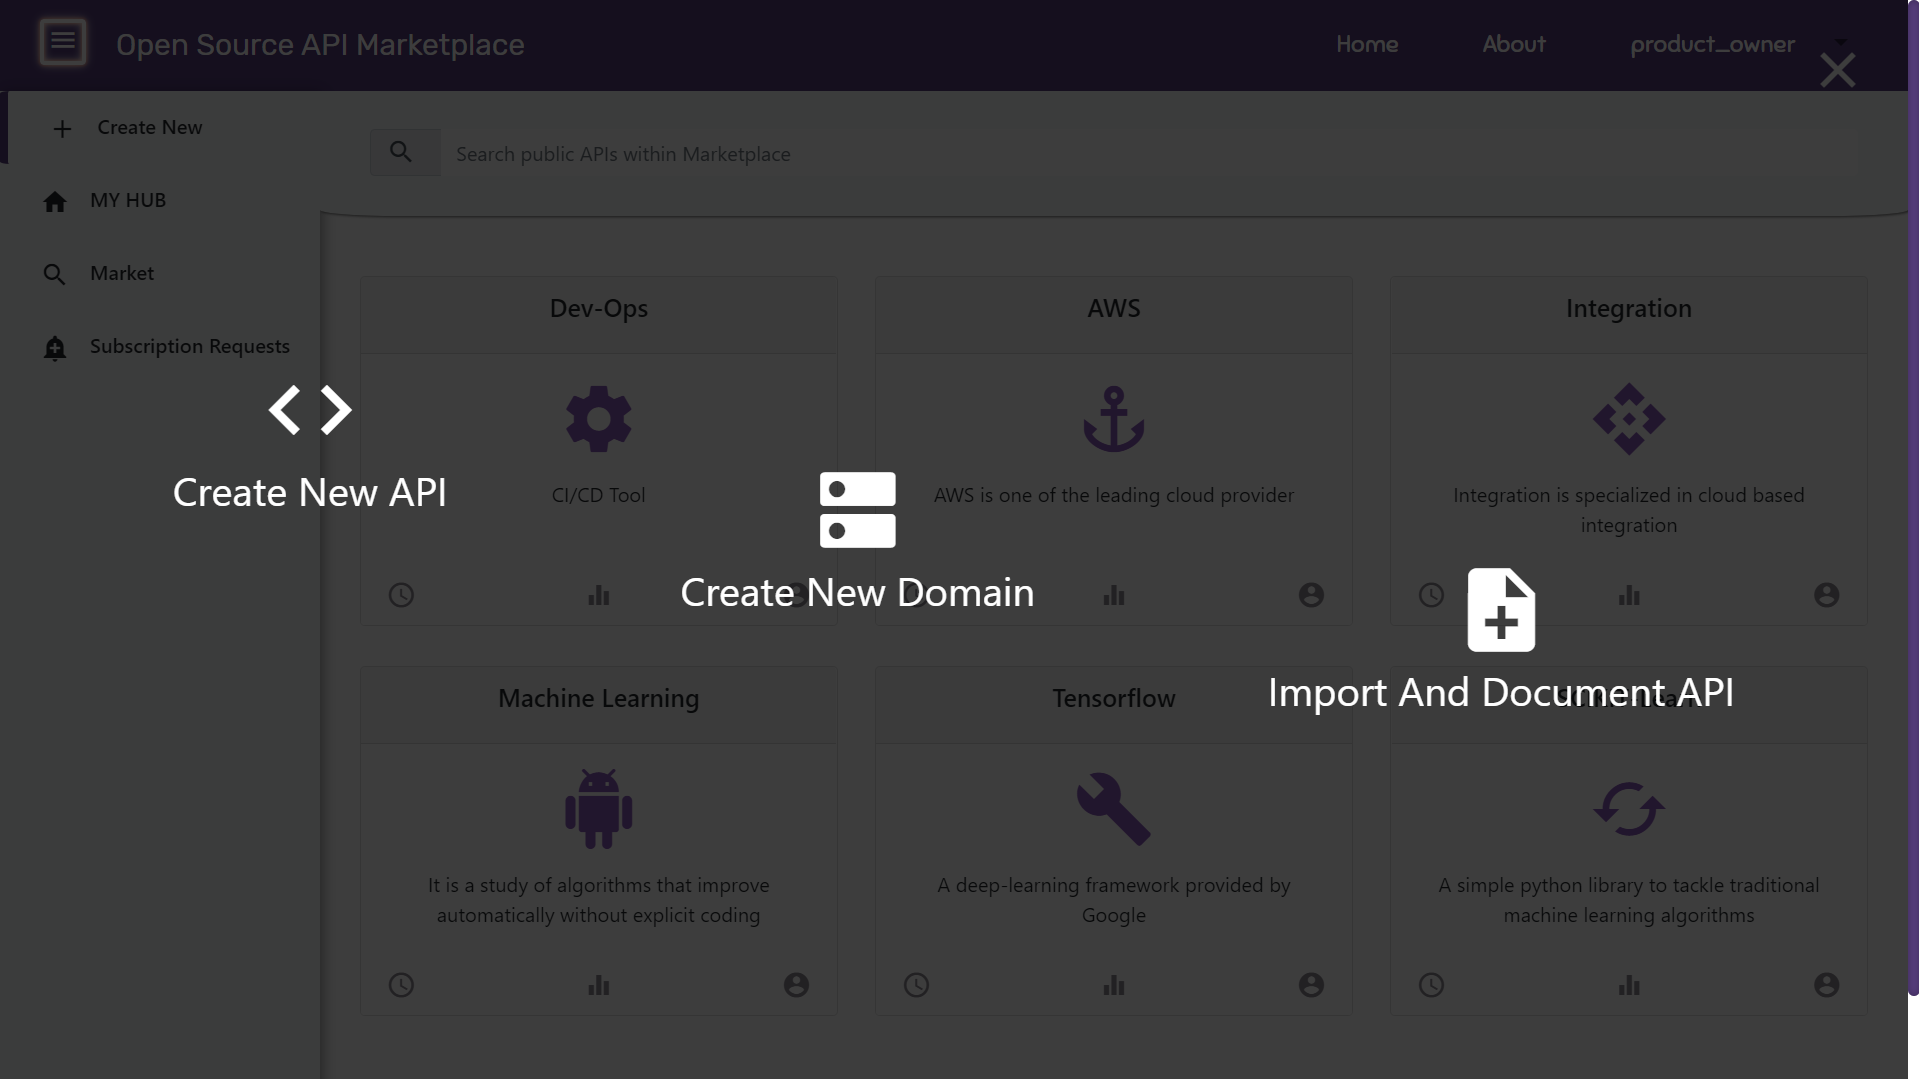 Open Source API Marketplace
Home
About
product_owner
Create New
Search public APIs within Marketplace
MY HUB
Market
Subscription Requests
Dev-Ops
AWS
Integration
CI/CD Tool
AWS is one of the leading cloud provider
Integration is specialized in cloud based
integration
Create New API
Create New Domain
Import And Document API
Machine Learning
Tensorflow
It is a study of algorithms that improve
automatically without explicit coding
A deep-learning framework provided by
Google
A simple python library to tackle traditional
machine learning algorithms